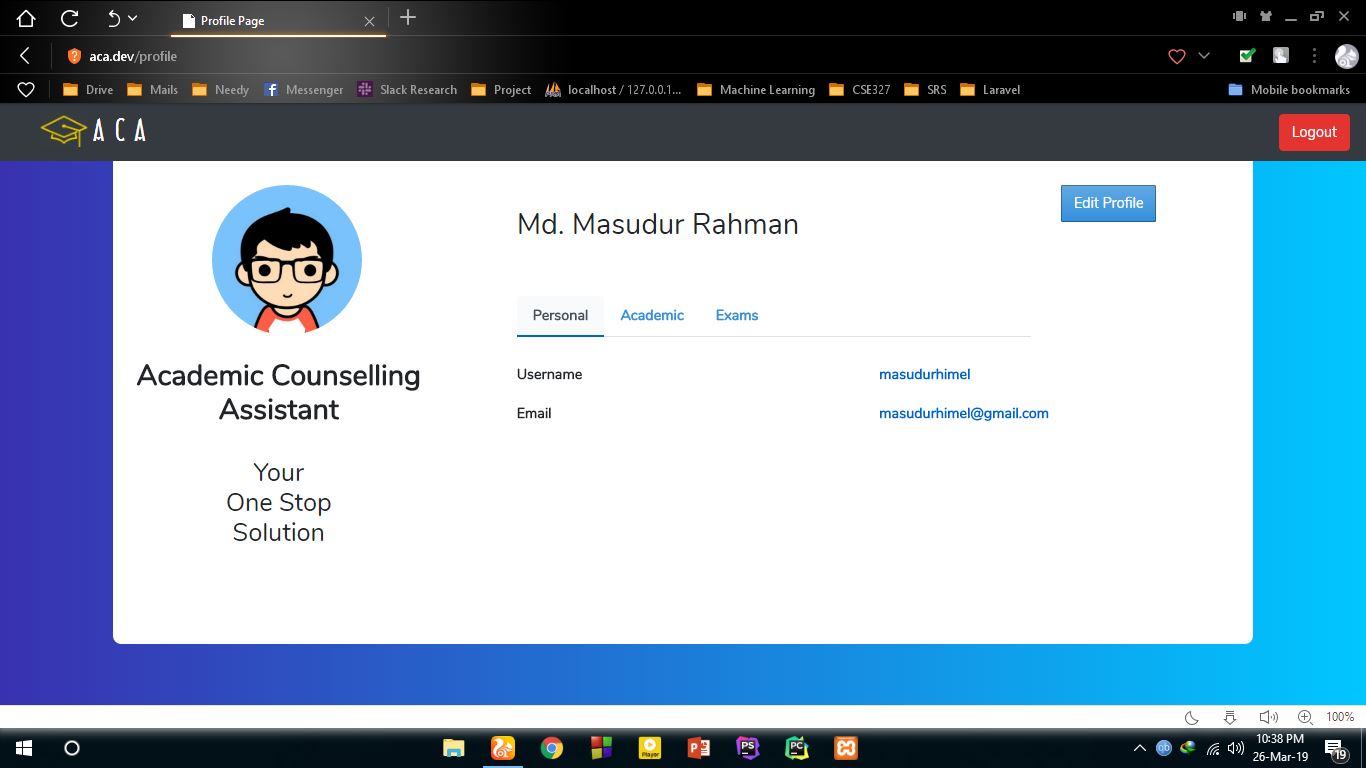 Profile Page
aca.dev/profile
Drive Mails Needy Messenger Slack Research Project localhost / 127.0.0.1... Machine Learning CSE327 SRS Laravel Mobile bookmarks
ACA Logout
Edit Profile
Md. Masudur Rahman
Personal Academic Exams
Academic Counselling
Assistant
Username masudurhimel
Email masudurhimel@gmail.com
Your
One Stop
Solution
100%
Player PS PC qb
10:38 PM
26-Mar-19
19